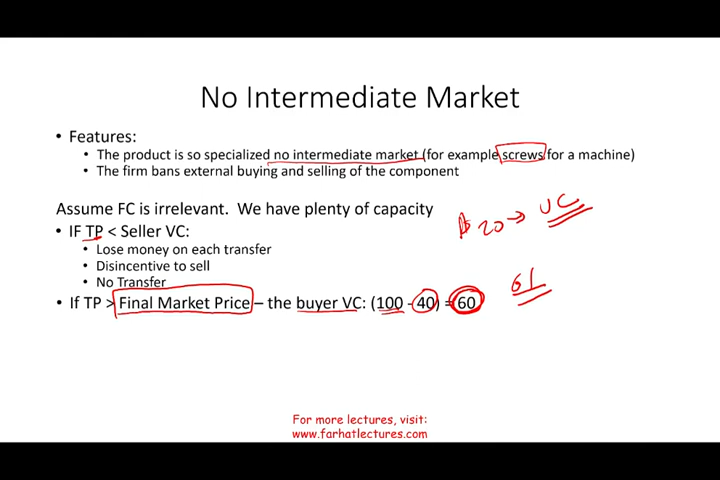 No Intermediate Market
• Features:
• The product is so specialized no intermediate market (for example screws for a machine)
• The firm bans external buying and selling of the component
Assume FC is irrelevant. We have plenty of capacity
$20 → VC
• IF TP < Seller VC:
• Lose money on each transfer
• Disincentive to sell
• No Transfer
61
• If TP > Final Market Price – the buyer VC: (100 - 40) = 60
For more lectures, visit:
www.farhatlectures.com